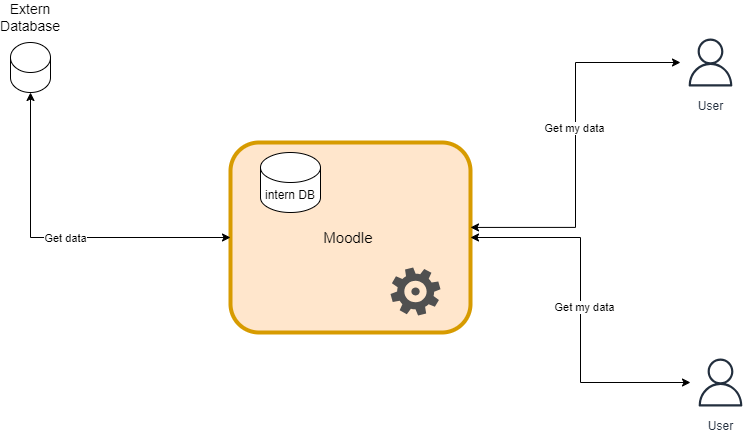 Extern
Database
User
Get my data
intern DB
Get data
Moodle
Get my data
User